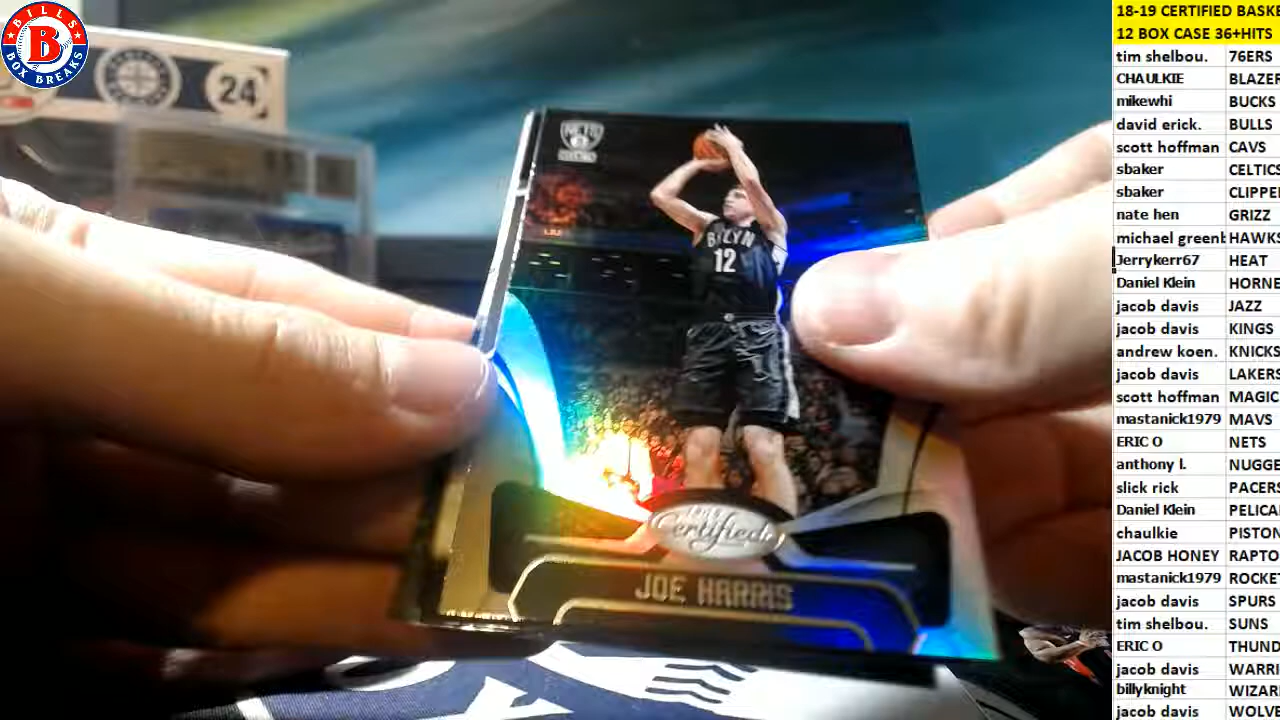 BILLS
B
BOX BREAKS
24
NETS
BKLYN
12
Certified
JOE HARRIS
18-19 CERTIFIED BASKE
12 BOX CASE 36+HITS
tim shelbou. 76ERS
CHAULKIE BLAZER
mikewhi BUCKS
david erick. BULLS
scott hoffman CAVS
sbaker CELTICS
sbaker CLIPPE
nate hen GRIZZ
michael greenb HAWKS
Jerrykerr67 HEAT
Daniel Klein HORNE
jacob davis JAZZ
jacob davis KINGS
andrew koen. KNICKS
jacob davis LAKERS
scott hoffman MAGIC
mastanick1979 MAVS
ERIC O NETS
anthony l. NUGGE
slick rick PACERS
Daniel Klein PELICA
chaulkie PISTON
JACOB HONEY RAPTO
mastanick1979 ROCKET
jacob davis SPURS
tim shelbou. SUNS
ERIC O THUND
jacob davis WARRI
billyknight WIZAR
jacob davis WOLVE